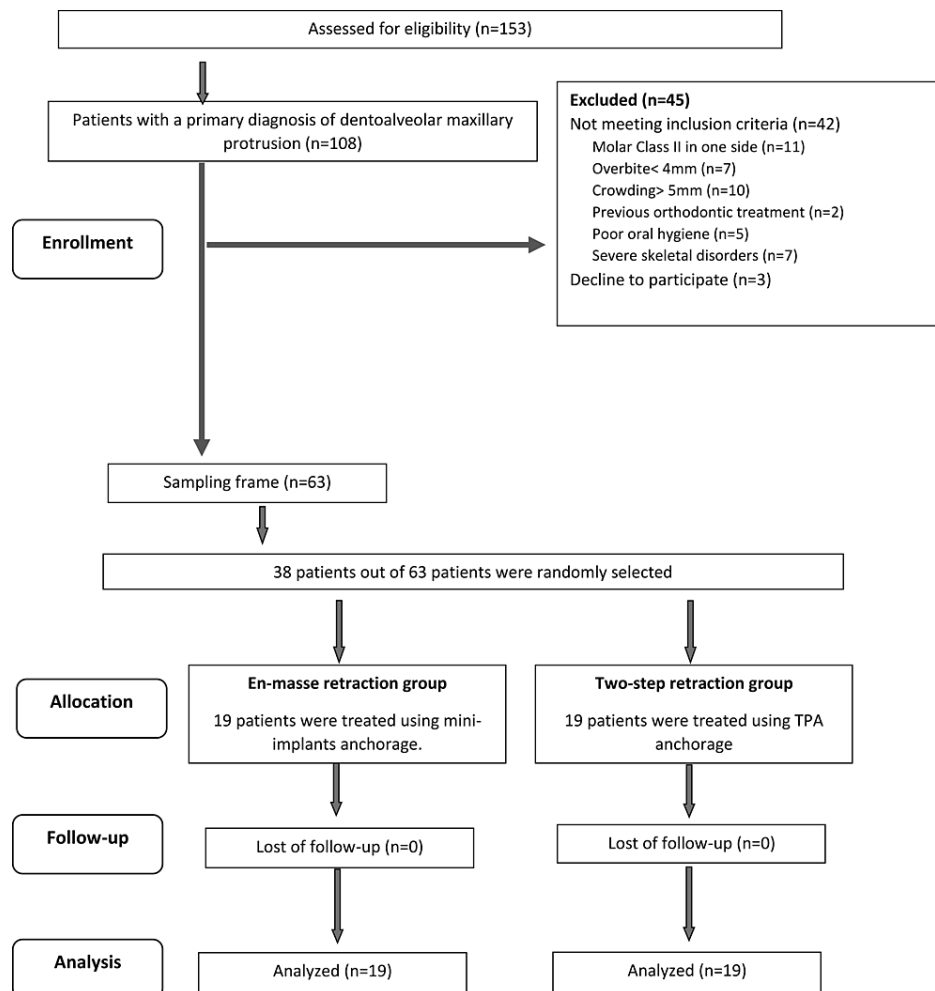 Assessed for eligibility (n=153)
Patients with a primary diagnosis of dentoalveolar maxillary
protrusion (n=108)
Excluded (n=45)
Not meeting inclusion criteria (n=42)
Molar Class II in one side (n=11)
Overbite< 4mm (n=7)
Crowding> 5mm (n=10)
Previous orthodontic treatment (n=2)
Poor oral hygiene (n=5)
Severe skeletal disorders (n=7)
Decline to participate (n=3)
Enrollment
Sampling frame (n=63)
38 patients out of 63 patients were randomly selected
Allocation
En-masse retraction group
19 patients were treated using mini-
implants anchorage.
Two-step retraction group
19 patients were treated using TPA
anchorage
Follow-up
Lost of follow-up (n=0)
Lost of follow-up (n=0)
Analysis
Analyzed (n=19)
Analyzed (n=19)